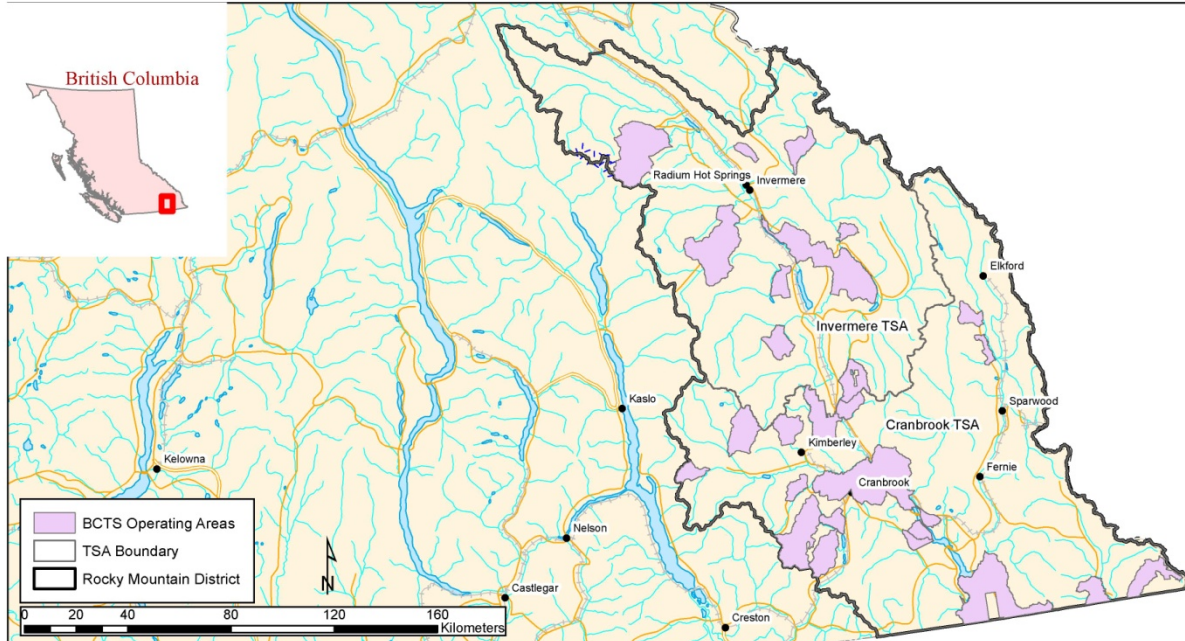 British Columbia
Radium Hot Springs
Invermere
Elkford
Invermere TSA
Kaslo
Sparwood
Cranbrook TSA
Kimberley
Kelowna
Fernie
Cranbrook
BCTS Operating Areas
TSA Boundary
Rocky Mountain District
N
Nelson
Castlegar
0 20 40 80 120 160
Kilometers
Creston